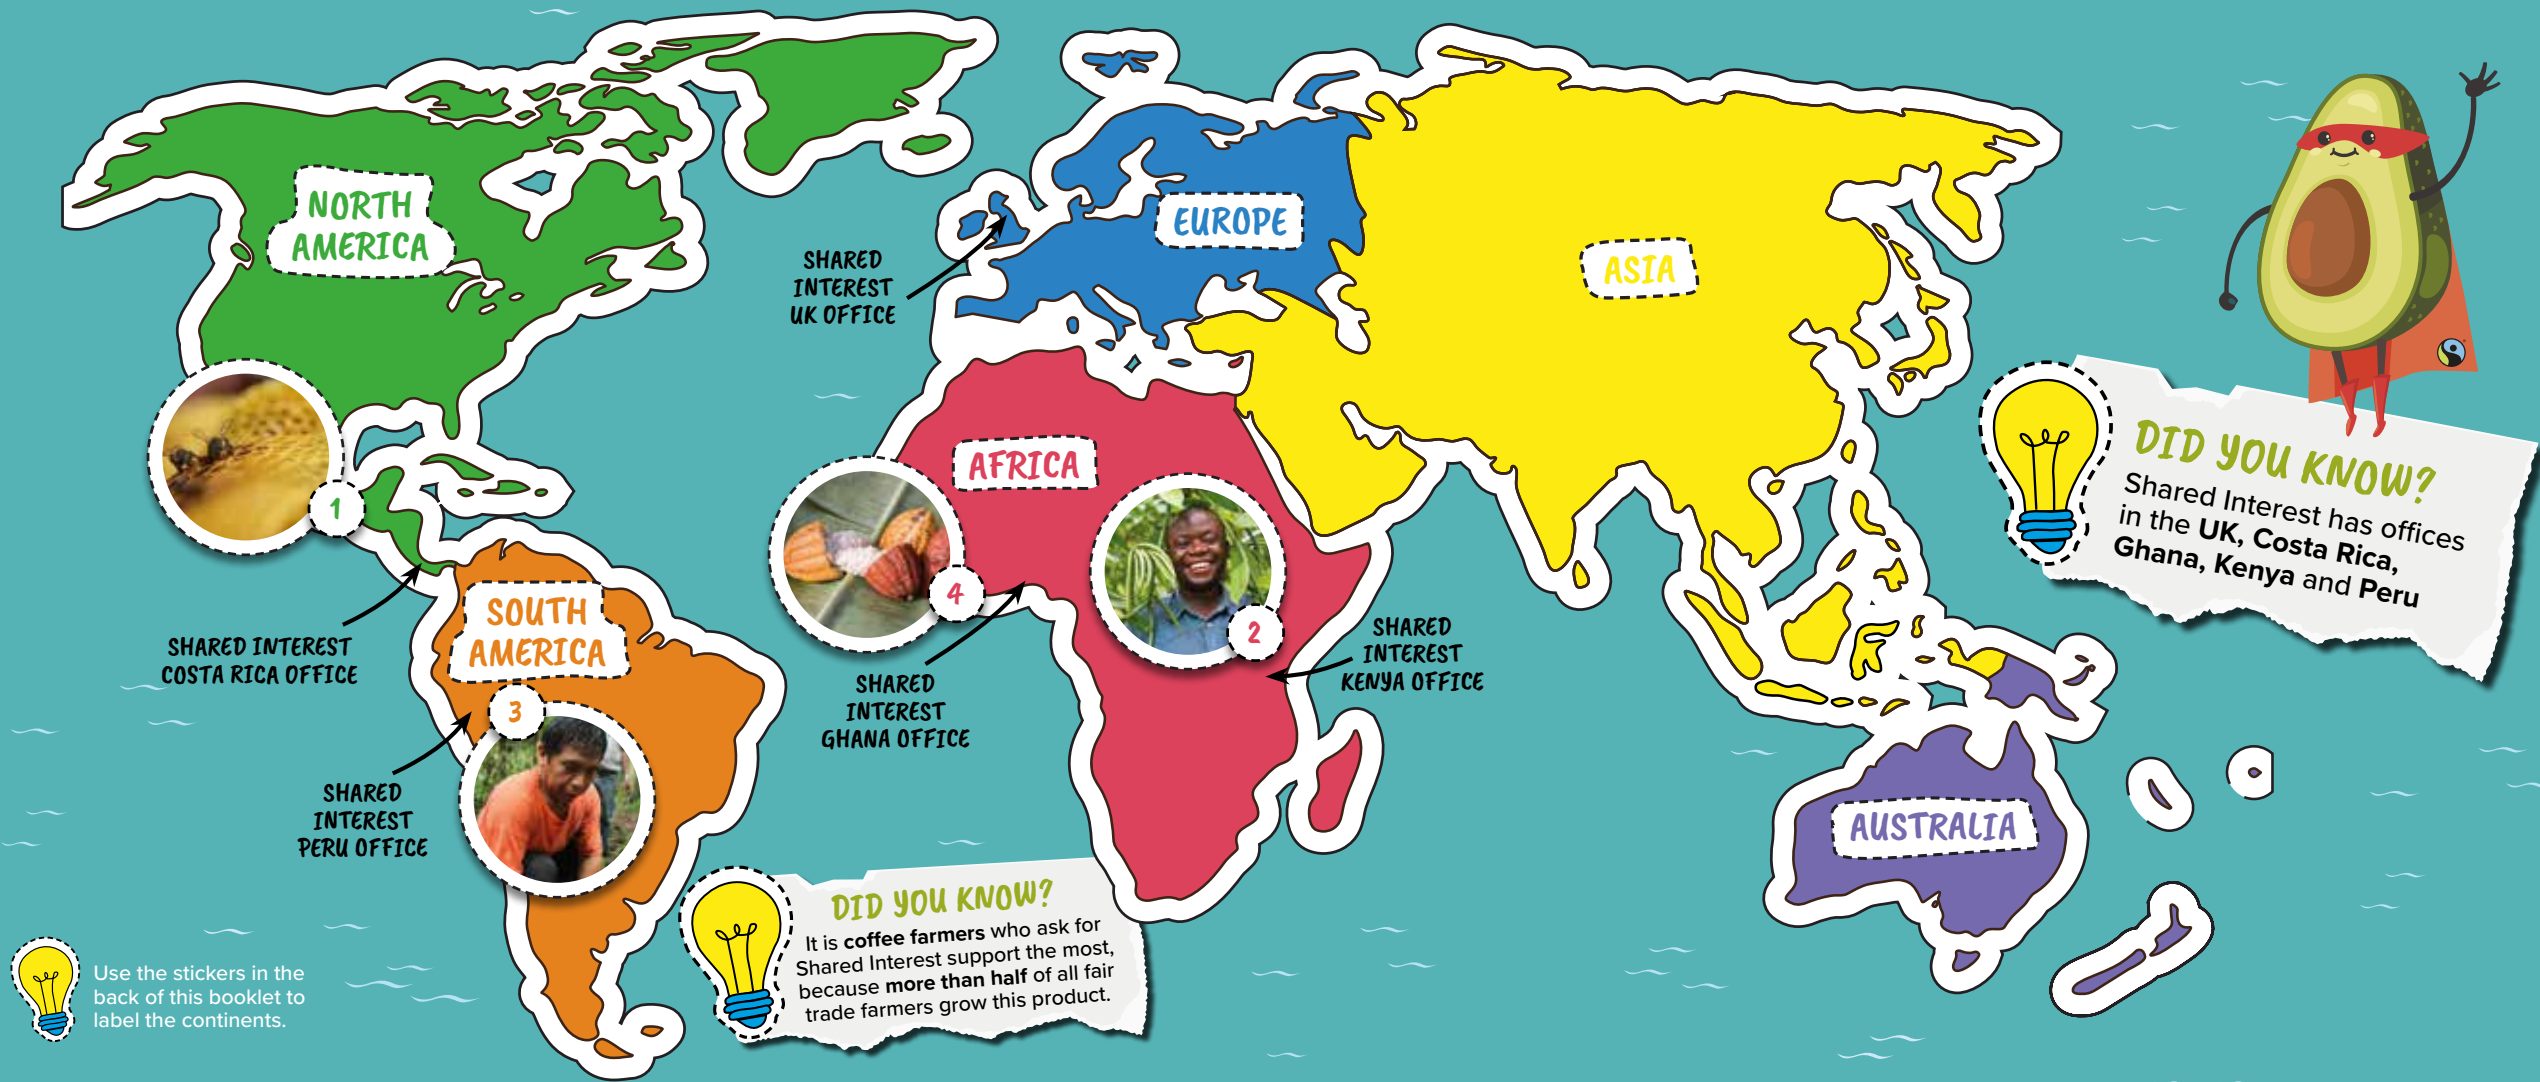 NORTH
AMERICA
EUROPE
ASIA
SHARED
INTEREST
UK OFFICE
AFRICA
1
4
2
DID YOU KNOW?
Shared Interest has offices
in the UK, Costa Rica,
Ghana, Kenya and Peru
SHARED INTEREST
COSTA RICA OFFICE
SOUTH
AMERICA
3
SHARED
INTEREST
GHANA OFFICE
SHARED
INTEREST
KENYA OFFICE
SHARED
INTEREST
PERU OFFICE
AUSTRALIA
DID YOU KNOW?
It is coffee farmers who ask for
Shared Interest support the most,
because more than half of all fair
trade farmers grow this product.
Use the stickers in the
back of this booklet to
label the continents.